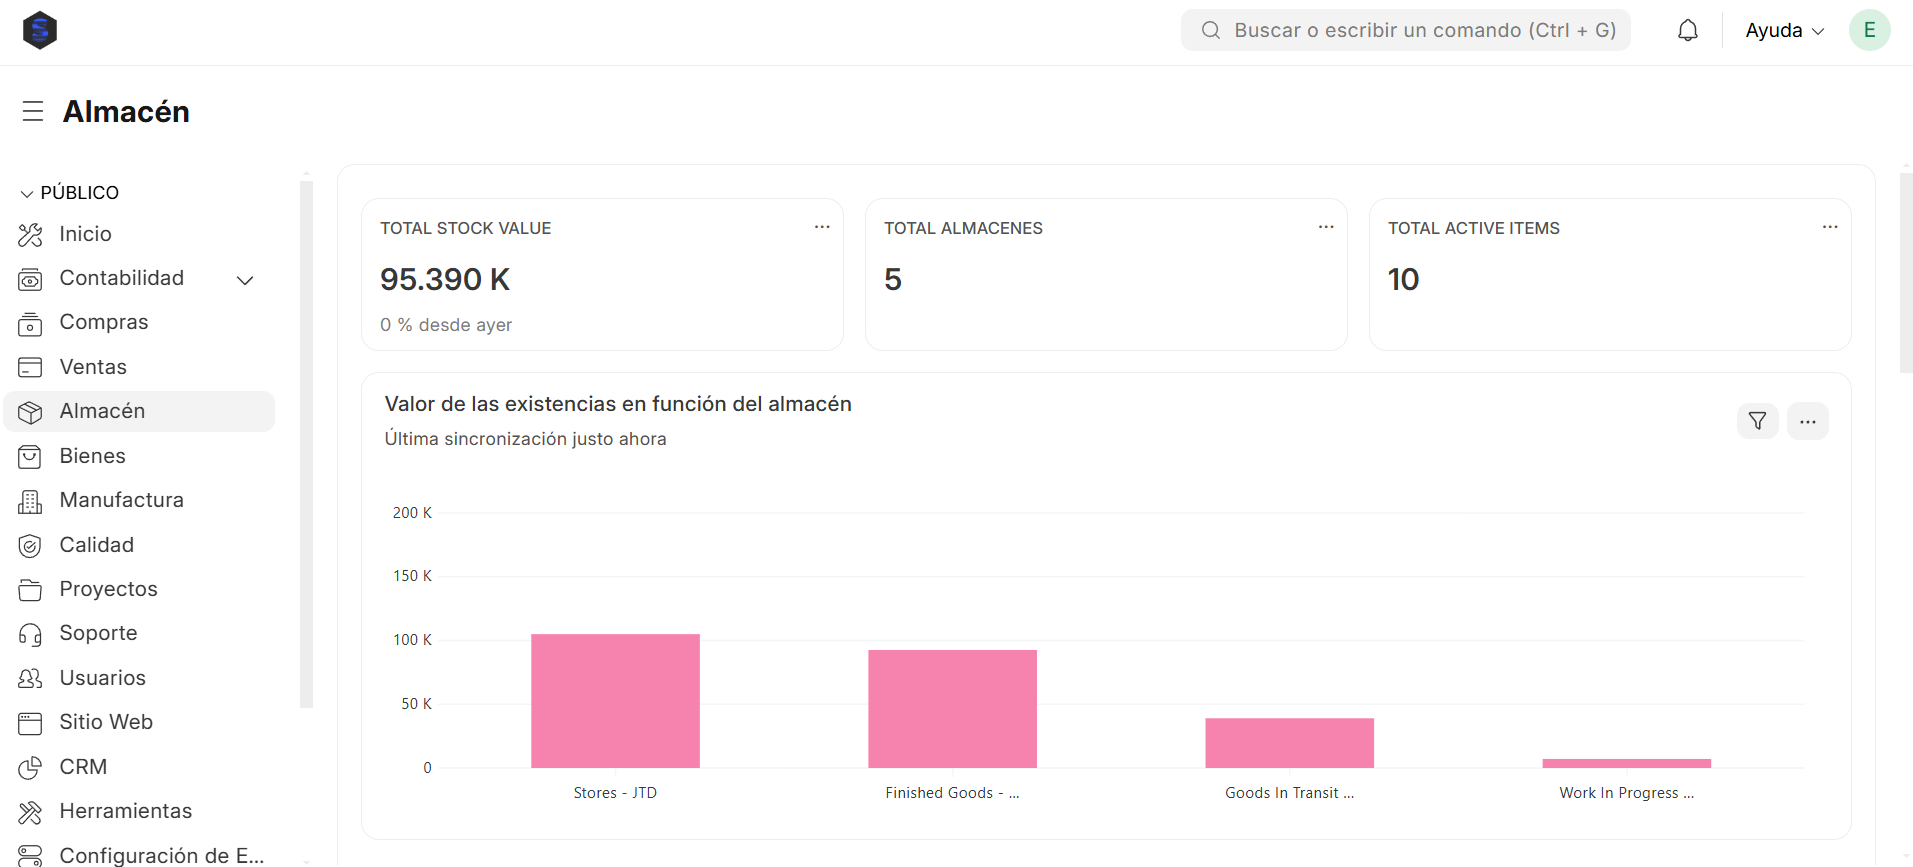 Buscar o escribir un comando (Ctrl + G)
Ayuda
E
Almacén
PÚBLICO
Inicio
Contabilidad
Compras
Ventas
Almacén
Bienes
Manufactura
Calidad
Proyectos
Soporte
Usuarios
Sitio Web
CRM
Herramientas
Configuración de E...
TOTAL STOCK VALUE
95.390 K
0 % desde ayer
TOTAL ALMACENES
5
TOTAL ACTIVE ITEMS
10
Valor de las existencias en función del almacén
Última sincronización justo ahora
200 K
150 K
100 K
50 K
0
Stores - JTD
Finished Goods - ...
Goods In Transit ...
Work In Progress ...